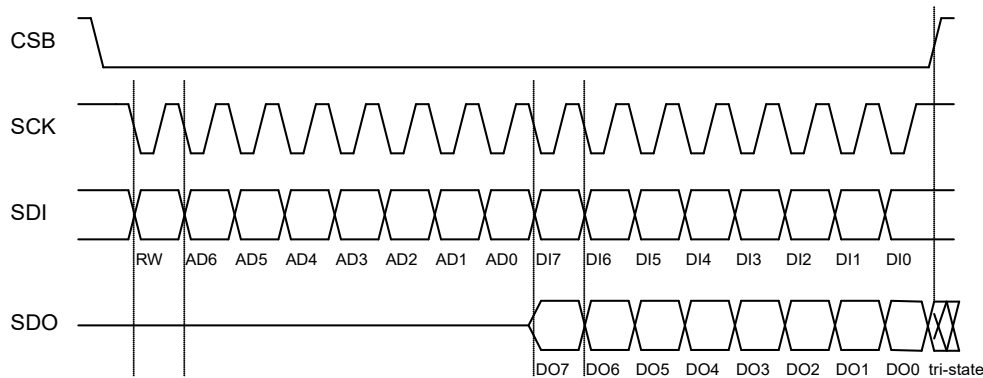 CSB
SCK
SDI
RW AD6 AD5 AD4 AD3 AD2 AD1 AD0 DI7 DI6 DI5 DI4 DI3 DI2 DI1 DI0
SDO
DO7 DO6 DO5 DO4 DO3 DO2 DO1 DO0 tri-state